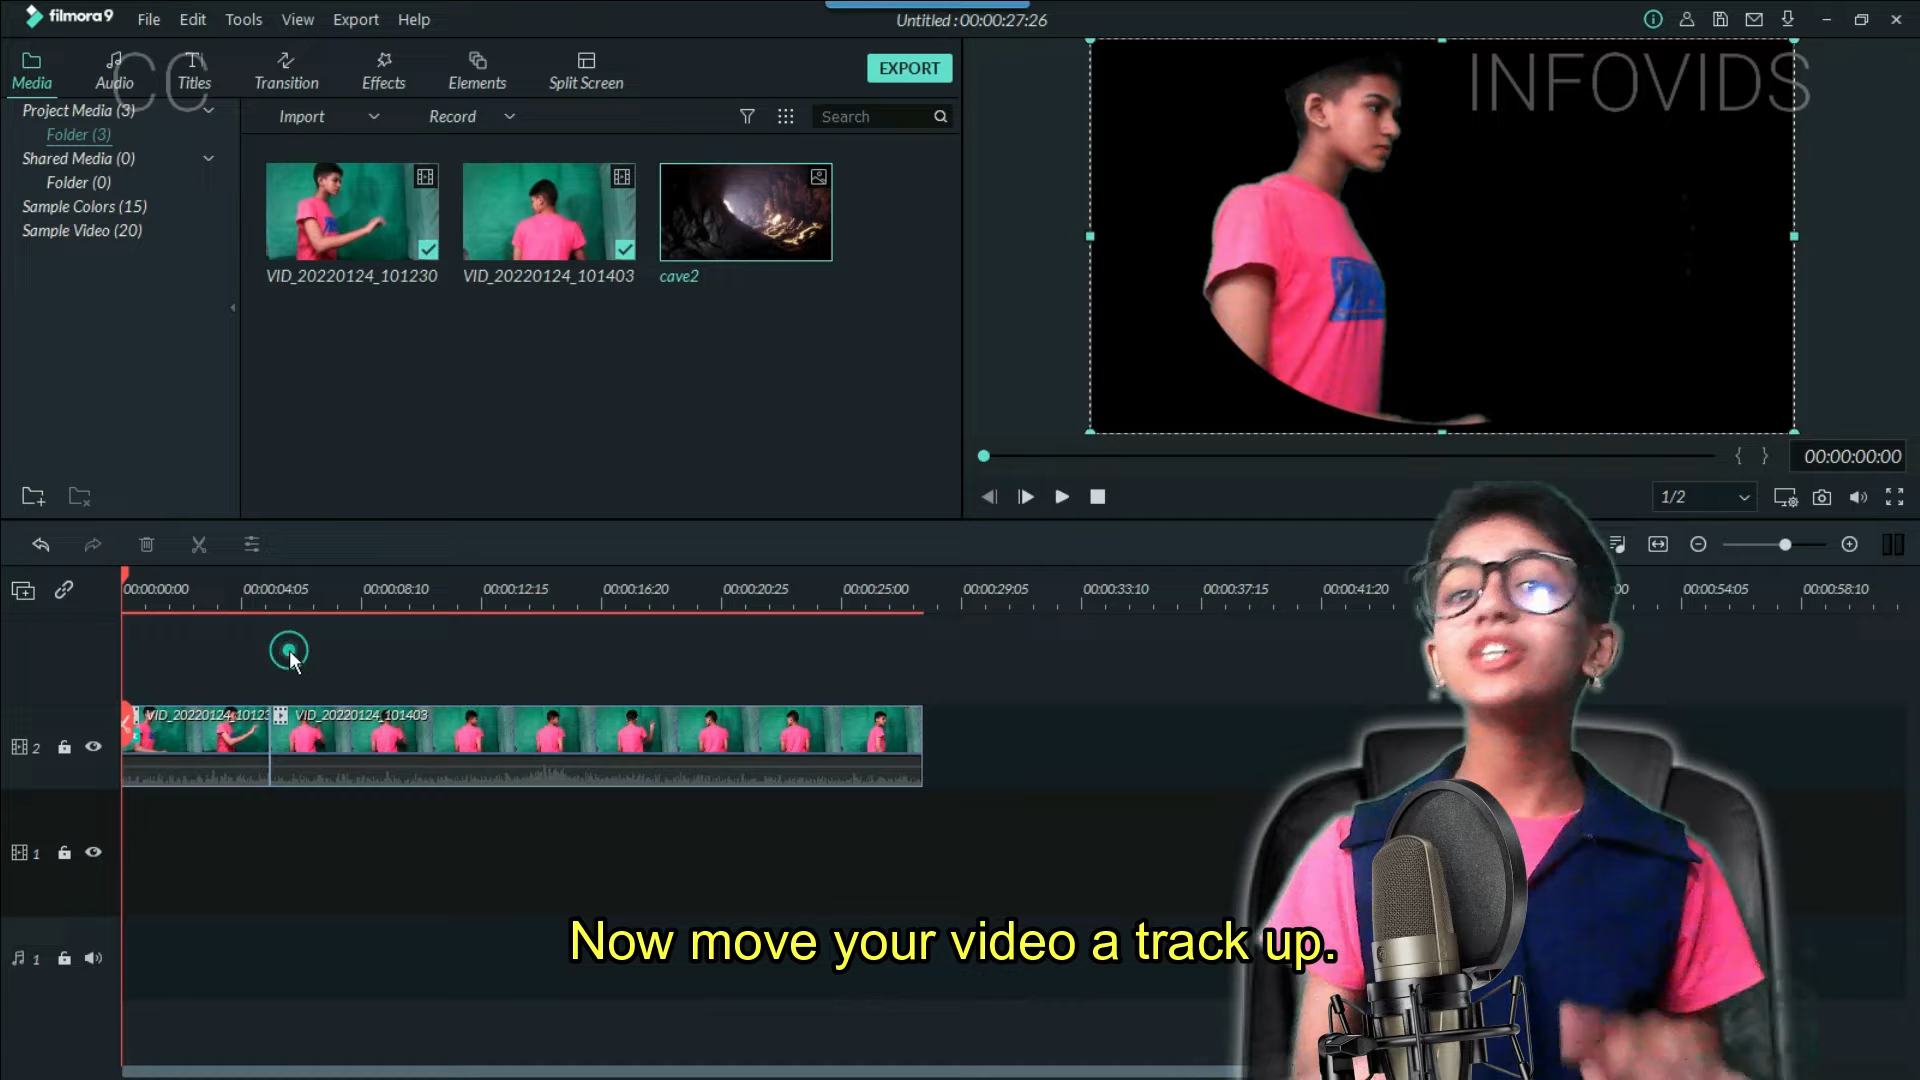 filmora9
File Edit Tools View Export Help
Untitled : 00:00:27:26
Media Audio Titles Transition Effects Elements Split Screen
EXPORT
CC
INFOVIDS
Project Media (3)
Folder (3)
Shared Media (0)
Folder (0)
Sample Colors (15)
Sample Video (20)
Import Record Search
VID_20220124_101230 VID_20220124_101403 cave2
00:00:00:00
1/2
00:00:00:00 00:00:04:05 00:00:08:10 00:00:12:15 00:00:16:20 00:00:20:25 00:00:25:00 00:00:29:05 00:00:33:10 00:00:37:15 00:00:41:20 00 00:00:54:05 00:00:58:10
VID_20220124_10123 VID_20220124_101403
2
1
1
Now move your video a track up.